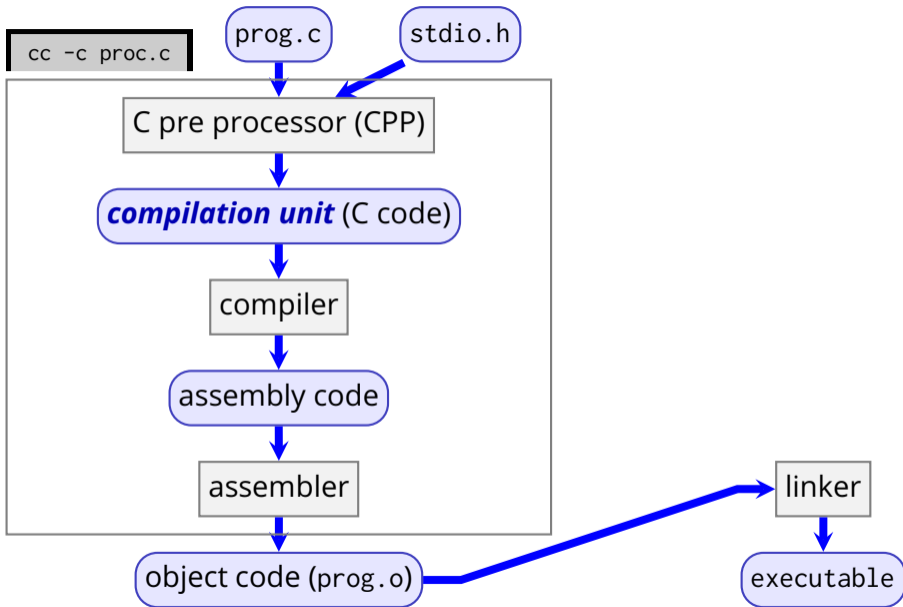 prog.c
stdio.h
cc -c proc.c
C pre processor (CPP)
compilation unit (C code)
compiler
assembly code
assembler
linker
object code (prog.o)
executable